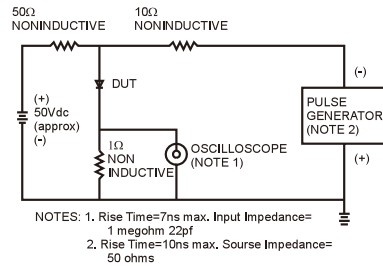 50Ω
NONINDUCTIVE
10Ω
NONINDUCTIVE
(+)
50Vdc
(approx)
(-)
DUT
1Ω
NON
INDUCTIVE
OSCILLOSCOPE
(NOTE 1)
(-)
PULSE
GENERATOR
(NOTE 2)
(+)
NOTES: 1. Rise Time=7ns max. Input Impedance=
1 megohm 22pf
2. Rise Time=10ns max. Sourse Impedance=
50 ohms